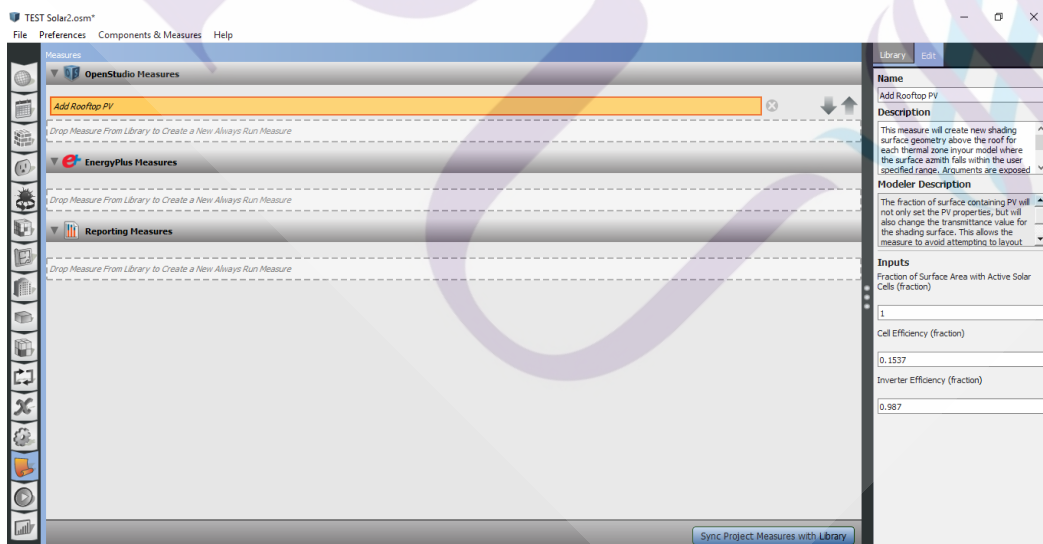 TEST Solar2.osm*
File Preferences Components & Measures Help
Measures
OpenStudio Measures
Add Rooftop PV
Drop Measure From Library to Create a New Always Run Measure
EnergyPlus Measures
Drop Measure From Library to Create a New Always Run Measure
Reporting Measures
Drop Measure From Library to Create a New Always Run Measure
Sync Project Measures with Library
Library Edit
Name
Add Rooftop PV
Description
This measure will create new shading
surface geometry above the roof for
each thermal zone inyour model where
the surface azmith falls within the user
specified range. Arguments are exposed
Modeler Description
The fraction of surface containing PV will
not only set the PV properties, but will
also change the transmittance value for
the shading surface. This allows the
measure to avoid attempting to layout
Inputs
Fraction of Surface Area with Active Solar
Cells (fraction)
1
Cell Efficiency (fraction)
0.1537
Inverter Efficiency (fraction)
0.987